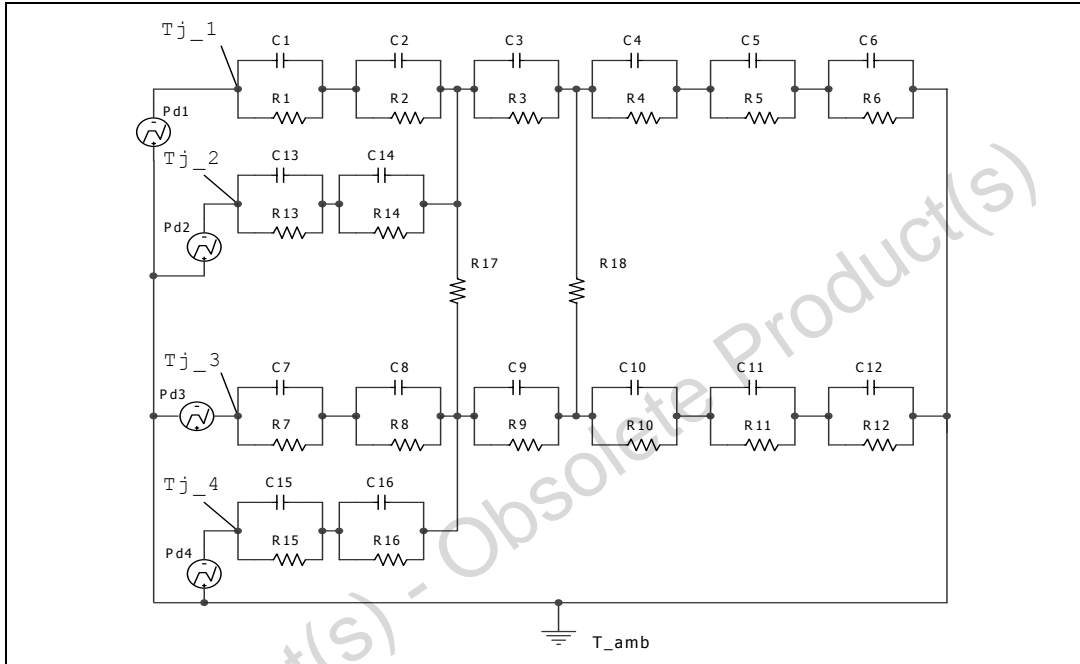 Tj_1
C1 C2 C3 C4 C5 C6
R1 R2 R3 R4 R5 R6
Pd1
Tj_2
C13 C14
R13 R14
Pd2
R17 R18
Tj_3
C7 C8 C9 C10 C11 C12
Pd3
R7 R8 R9 R10 R11 R12
Tj_4
C15 C16
R15 R16
Pd4
T_amb
ct(s) - Obsolete Product(s)